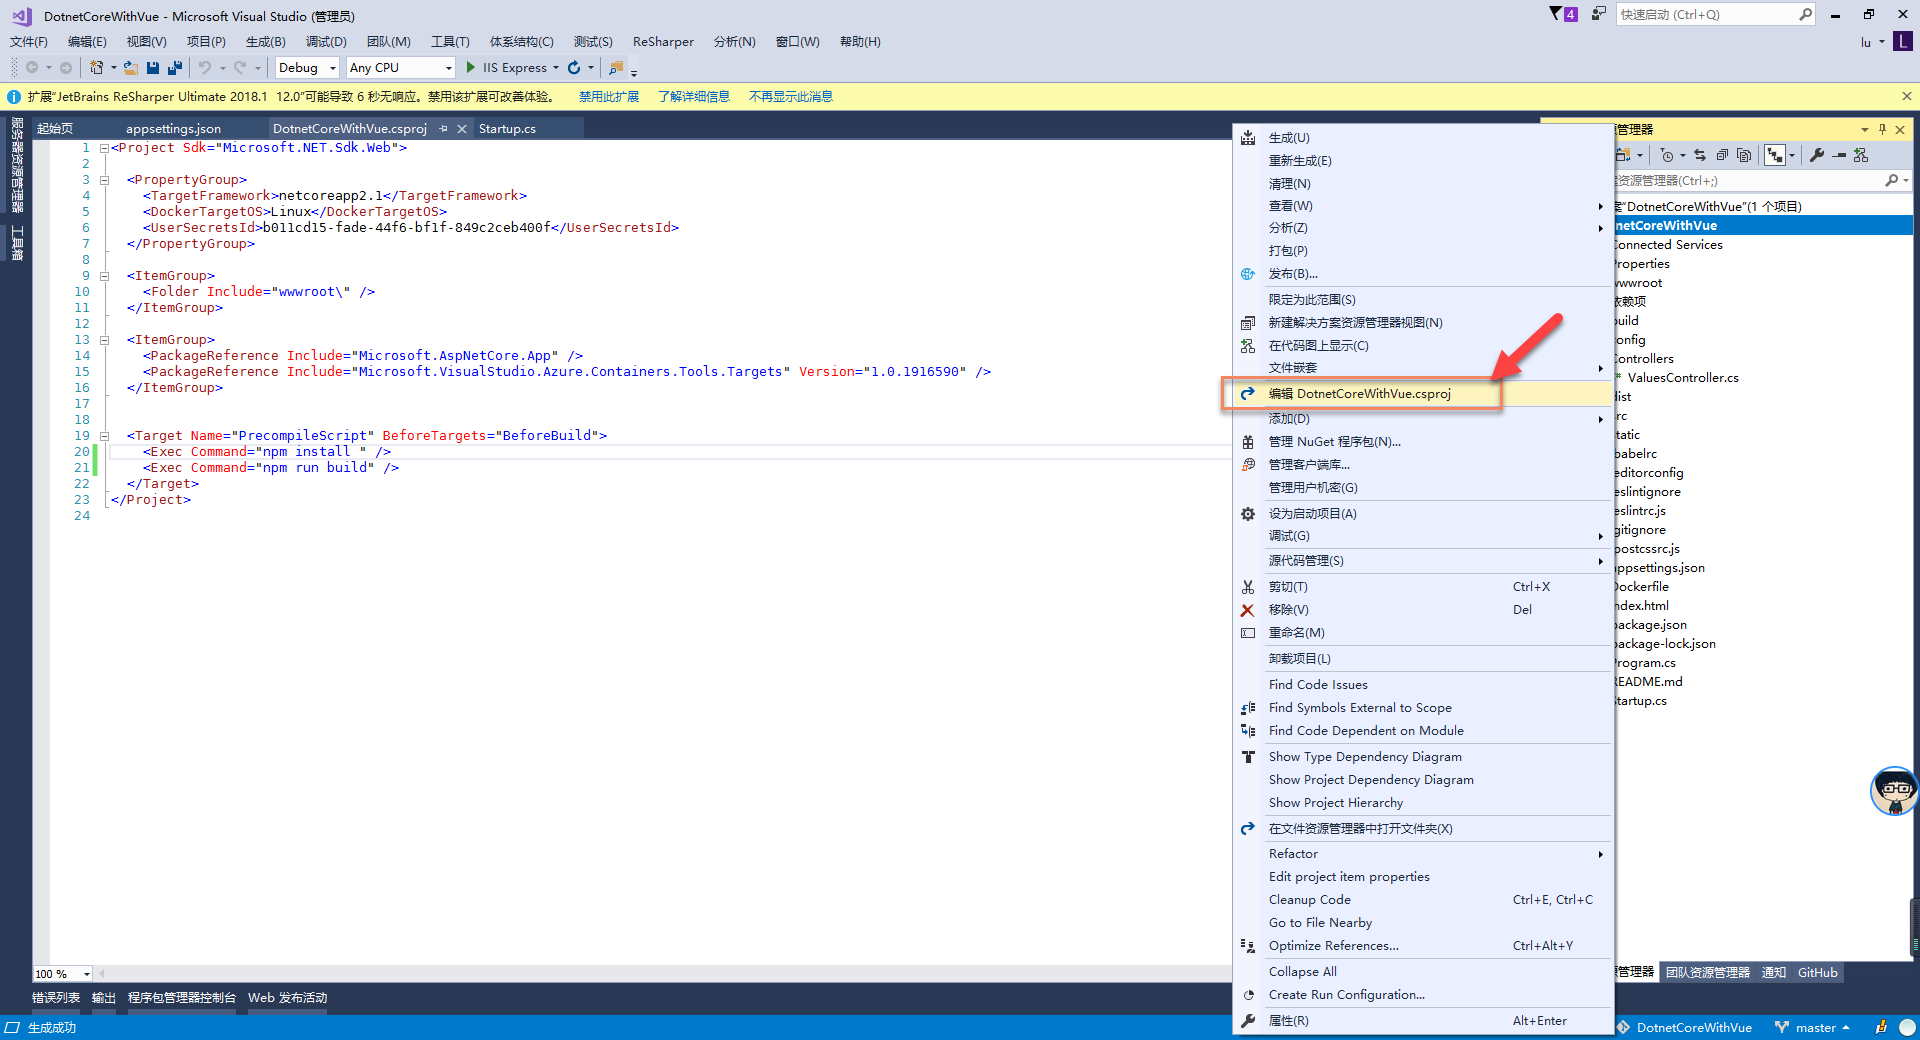 DotnetCoreWithVue - Microsoft Visual Studio (管理员)
4
快速启动 (Ctrl+Q)
文件(F) 编辑(E) 视图(V) 项目(P) 生成(B) 调试(D) 团队(M) 工具(T) 体系结构(C) 测试(S) ReSharper 分析(N) 窗口(W) 帮助(H)
lu L
Debug Any CPU IIS Express
扩展“JetBrains ReSharper Ultimate 2018.1 12.0”可能导致 6 秒无响应。禁用该扩展可改善体验。 禁用此扩展 了解详细信息 不再显示此消息
服务器资源管理器
工具箱
起始页 appsettings.json DotnetCoreWithVue.csproj Startup.cs
1 <Project Sdk="Microsoft.NET.Sdk.Web">
2
3 <PropertyGroup>
4 <TargetFramework>netcoreapp2.1</TargetFramework>
5 <DockerTargetOS>Linux</DockerTargetOS>
6 <UserSecretsId>b011cd15-fade-44f6-bf1f-849c2ceb400f</UserSecretsId>
7 </PropertyGroup>
8
9 <ItemGroup>
10 <Folder Include="wwwroot\" />
11 </ItemGroup>
12
13 <ItemGroup>
14 <PackageReference Include="Microsoft.AspNetCore.App" />
15 <PackageReference Include="Microsoft.VisualStudio.Azure.Containers.Tools.Targets" Version="1.0.1916590" />
16 </ItemGroup>
17
18
19 <Target Name="PrecompileScript" BeforeTargets="BeforeBuild">
20 <Exec Command="npm install " />
21 <Exec Command="npm run build" />
22 </Target>
23 </Project>
24
100 %
生成(U)
重新生成(E)
清理(N)
查看(W)
分析(Z)
打包(P)
发布(B)...
限定为此范围(S)
新建解决方案资源管理器视图(N)
在代码图上显示(C)
文件嵌套
编辑 DotnetCoreWithVue.csproj
添加(D)
管理 NuGet 程序包(N)...
管理客户端库...
管理用户机密(G)
设为启动项目(A)
调试(G)
源代码管理(S)
剪切(T) Ctrl+X
移除(V) Del
重命名(M)
卸载项目(L)
Find Code Issues
Find Symbols External to Scope
Find Code Dependent on Module
Show Type Dependency Diagram
Show Project Dependency Diagram
Show Project Hierarchy
在文件资源管理器中打开文件夹(X)
Refactor
Edit project item properties
Cleanup Code Ctrl+E, Ctrl+C
Go to File Nearby
Optimize References... Ctrl+Alt+Y
Collapse All
Create Run Configuration...
属性(R) Alt+Enter
管理器
资源管理器(Ctrl+;)
案“DotnetCoreWithVue”(1 个项目)
netCoreWithVue
Connected Services
Properties
wwwroot
依赖项
build
config
Controllers
ValuesController.cs
dist
src
static
babelrc
editorconfig
eslintignore
eslintrc.js
gitignore
postcssrc.js
appsettings.json
Dockerfile
index.html
package.json
package-lock.json
Program.cs
README.md
Startup.cs
管理器 团队资源管理器 通知 GitHub
错误列表 输出 程序包管理器控制台 Web 发布活动
生成成功
DotnetCoreWithVue master